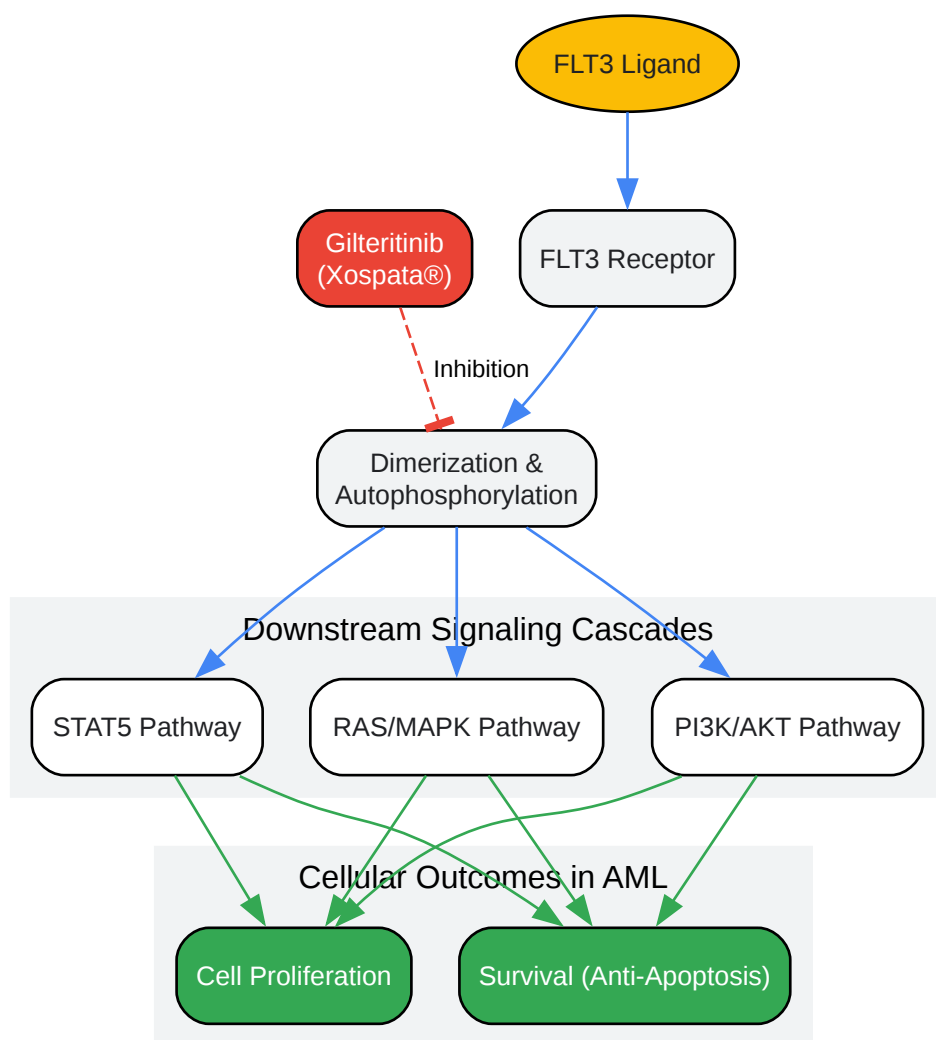 FLT3 Ligand
Gilteritinib
(Xospata®)
FLT3 Receptor
Inhibition
Dimerization &
Autophosphorylation
Downstream Signaling Cascades
STAT5 Pathway
RAS/MAPK Pathway
PI3K/AKT Pathway
Cellular Outcomes in AML
Cell Proliferation
Survival (Anti-Apoptosis)